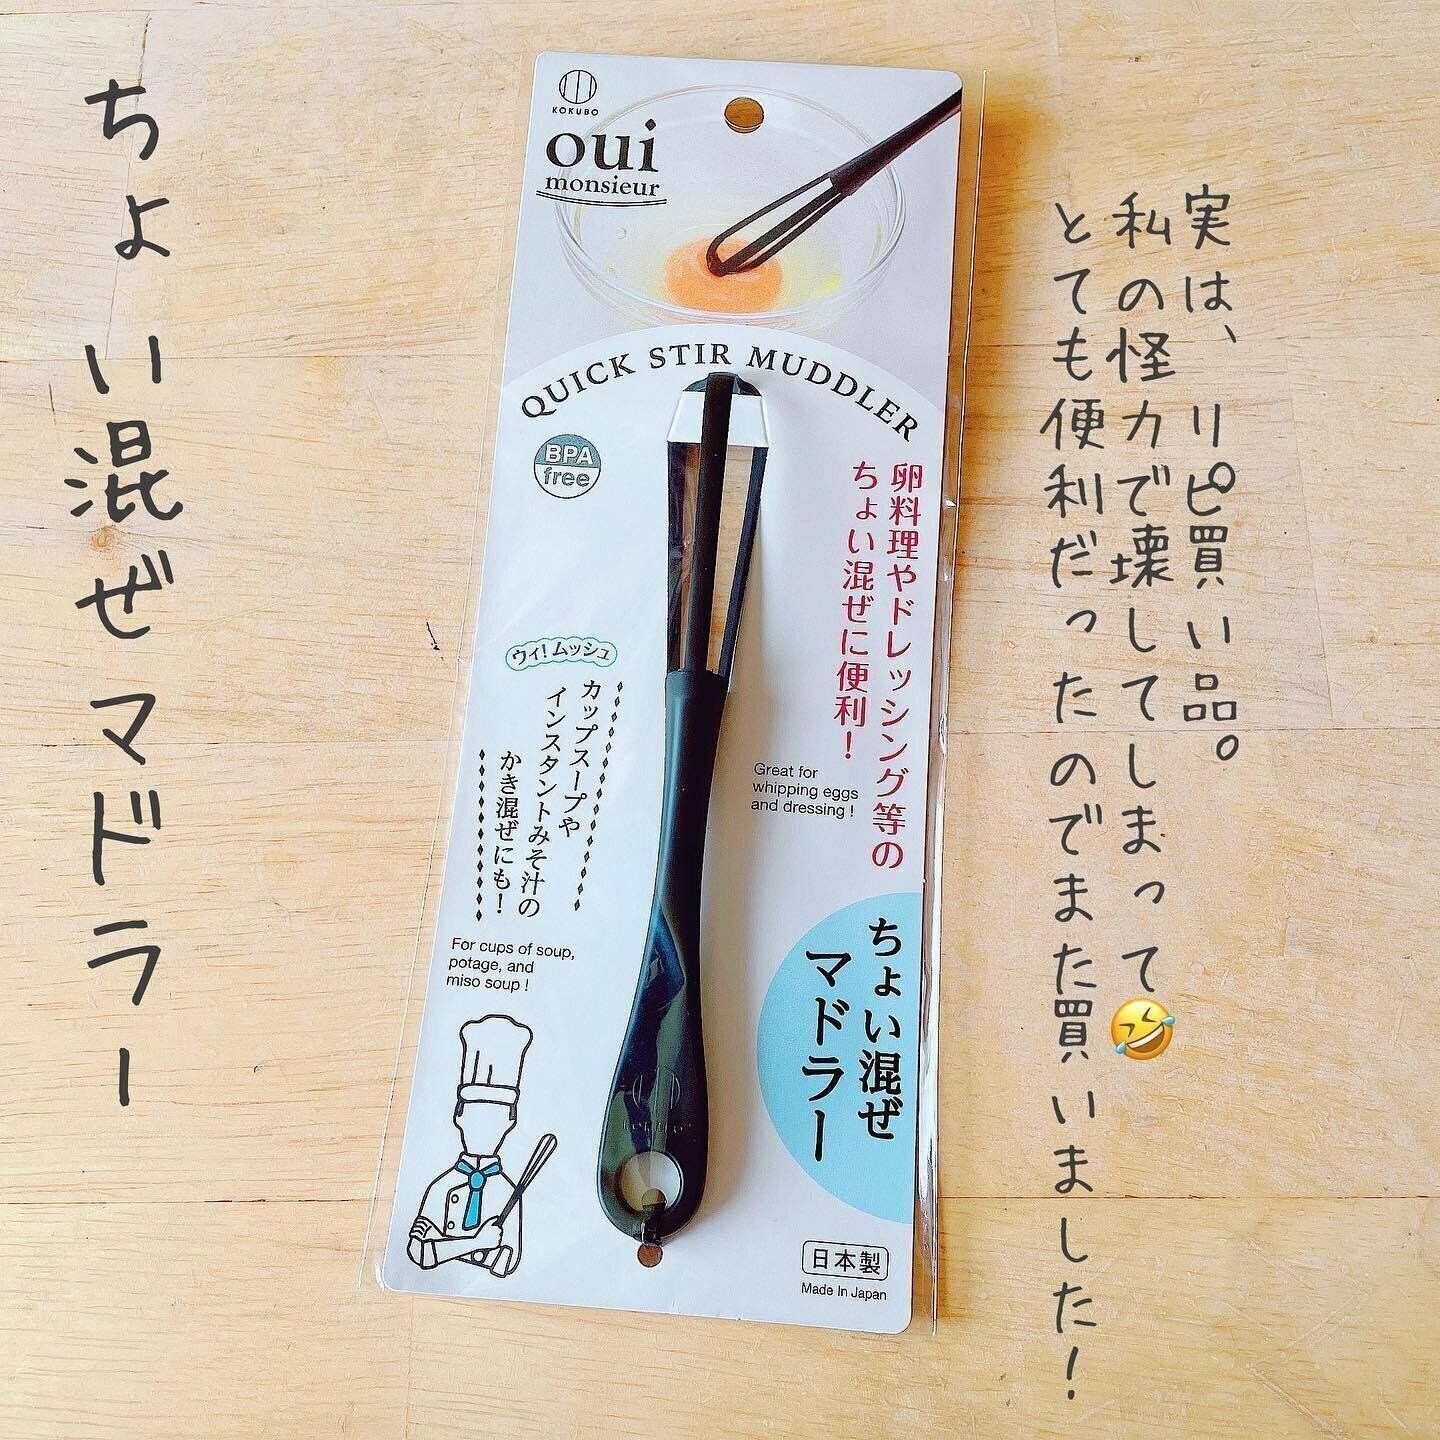 ちょい混ぜマドラー
実は、リピ買い品。
私の怪力で壊してしまって🤣
とても便利だったのでまた買いました!
KOKUBO
oui
monsieur
QUICK STIR MUDDLER
BPA
free
卵料理やドレッシング等の
ちょい混ぜに便利!
Great for
whipping eggs
and dressing !
ウィ!ムッシュ
カップスープや
インスタントみそ汁の
かき混ぜにも!
For cups of soup,
potage, and
miso soup !
ちょい混ぜ
マドラー
KOKUBO
日本製
Made In Japan